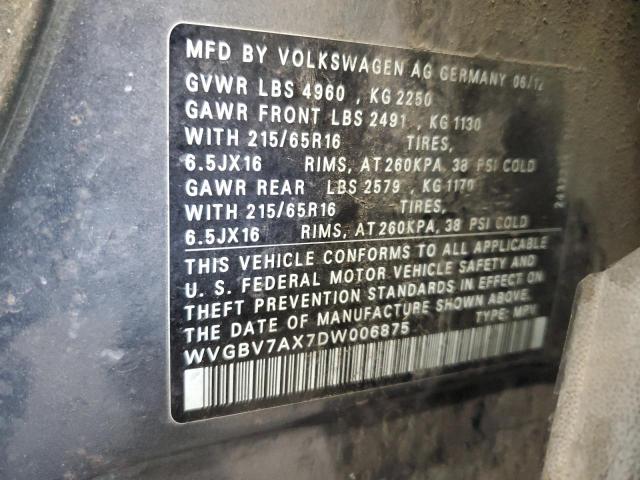 MFD BY VOLKSWAGEN AG GERMANY 06/12
GVWR LBS 4960 , KG 2250
GAWR FRONT LBS 2491 , KG 1130
WITH 215/65R16 TIRES,
6.5JX16 RIMS, AT 260KPA, 38 PSI COLD
GAWR REAR LBS 2579 , KG 1170
WITH 215/65R16 TIRES,
6.5JX16 RIMS, AT 260KPA, 38 PSI COLD
THIS VEHICLE CONFORMS TO ALL APPLICABLE
U. S. FEDERAL MOTOR VEHICLE SAFETY AND
THEFT PREVENTION STANDARDS IN EFFECT ON
THE DATE OF MANUFACTURE SHOWN ABOVE.
WVGBV7AX7DW006875 TYPE: MPV